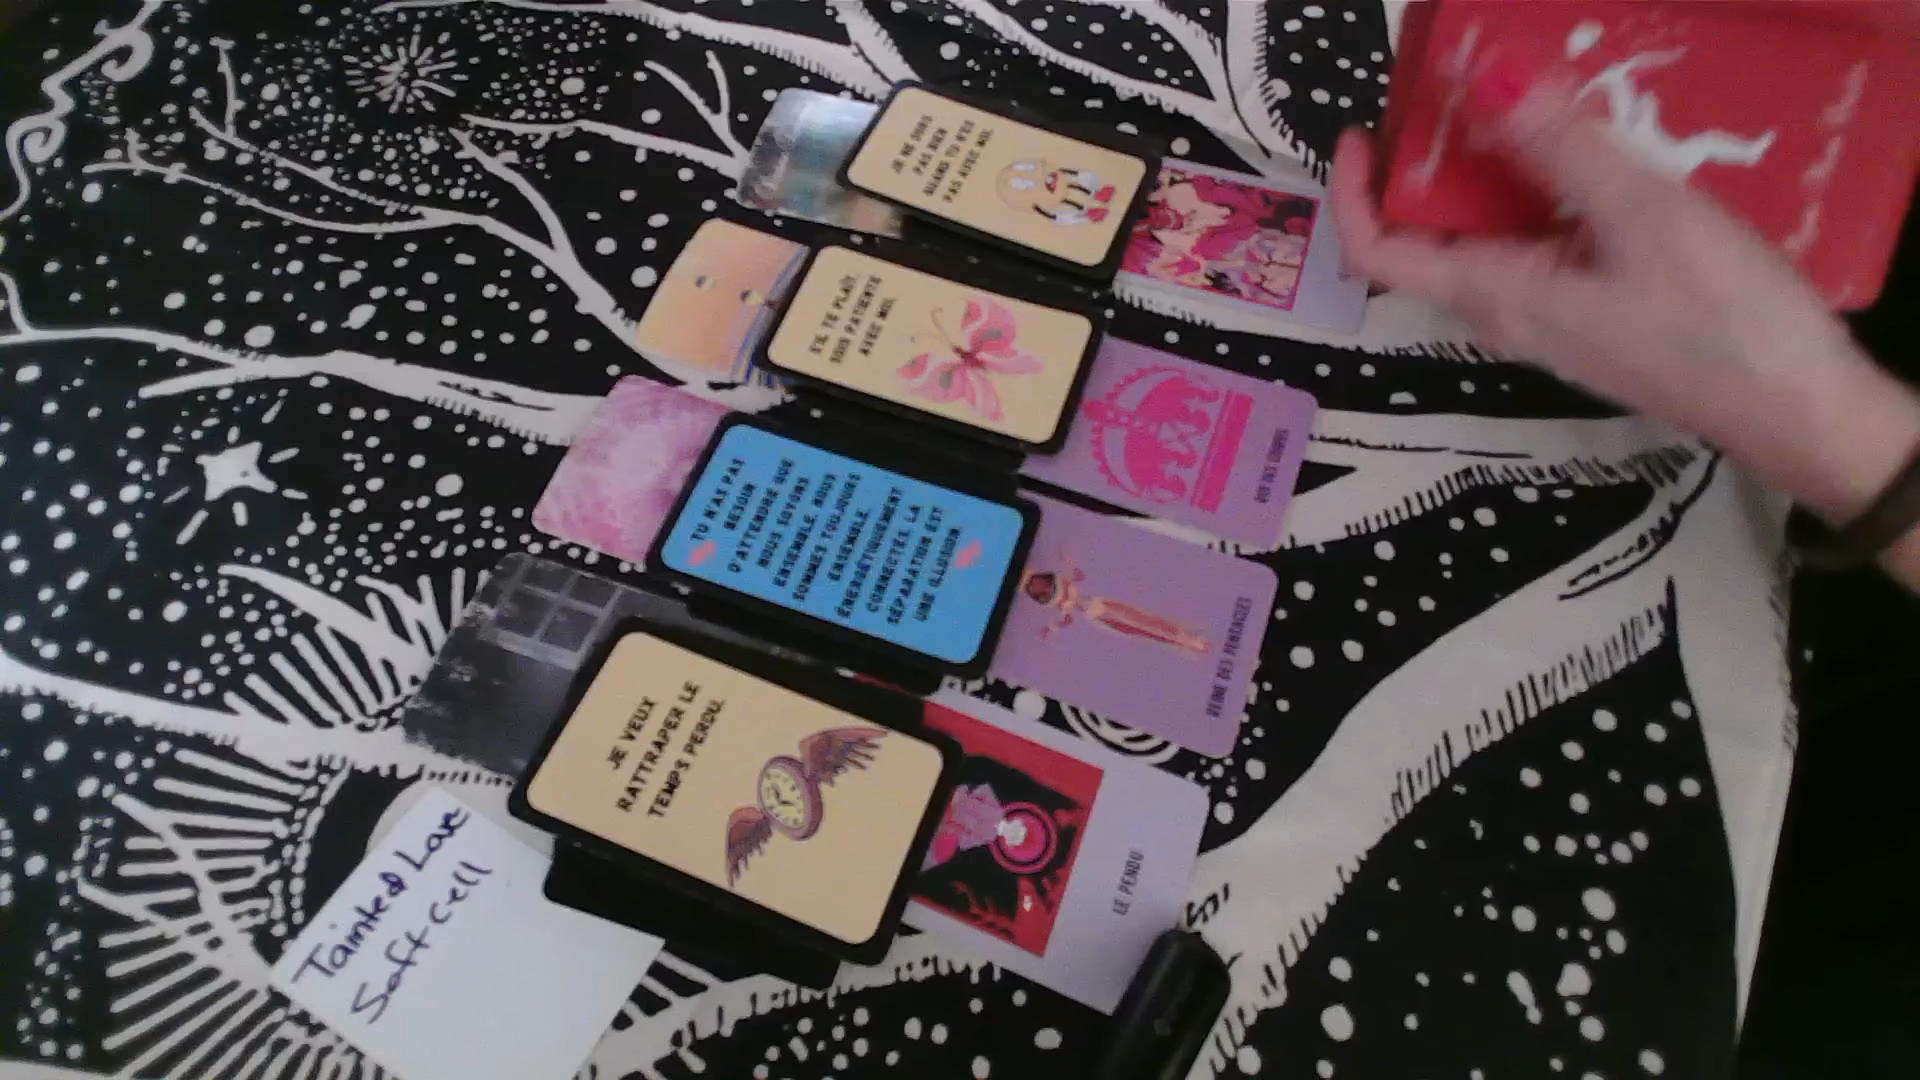 JE NE DORS
PAS BIEN
QUAND TU N'ES
PAS AVEC MOI.
S'IL TE PLAÎT,
SOIS PATIENTE
AVEC MOI.
ROI DES COUPES
TU N'AS PAS
BESOIN
D'ATTENDRE QUE
NOUS SOYONS
ENSEMBLE. NOUS
SOMMES TOUJOURS
ENSEMBLE
ÉNERGÉTIQUEMENT
CONNECTÉS. LA
SÉPARATION EST
UNE ILLUSION.
REINE DES PENTACLES
JE VEUX
RATTRAPER LE
TEMPS PERDU.
LE PENDU
Tainted Love
Soft Cell